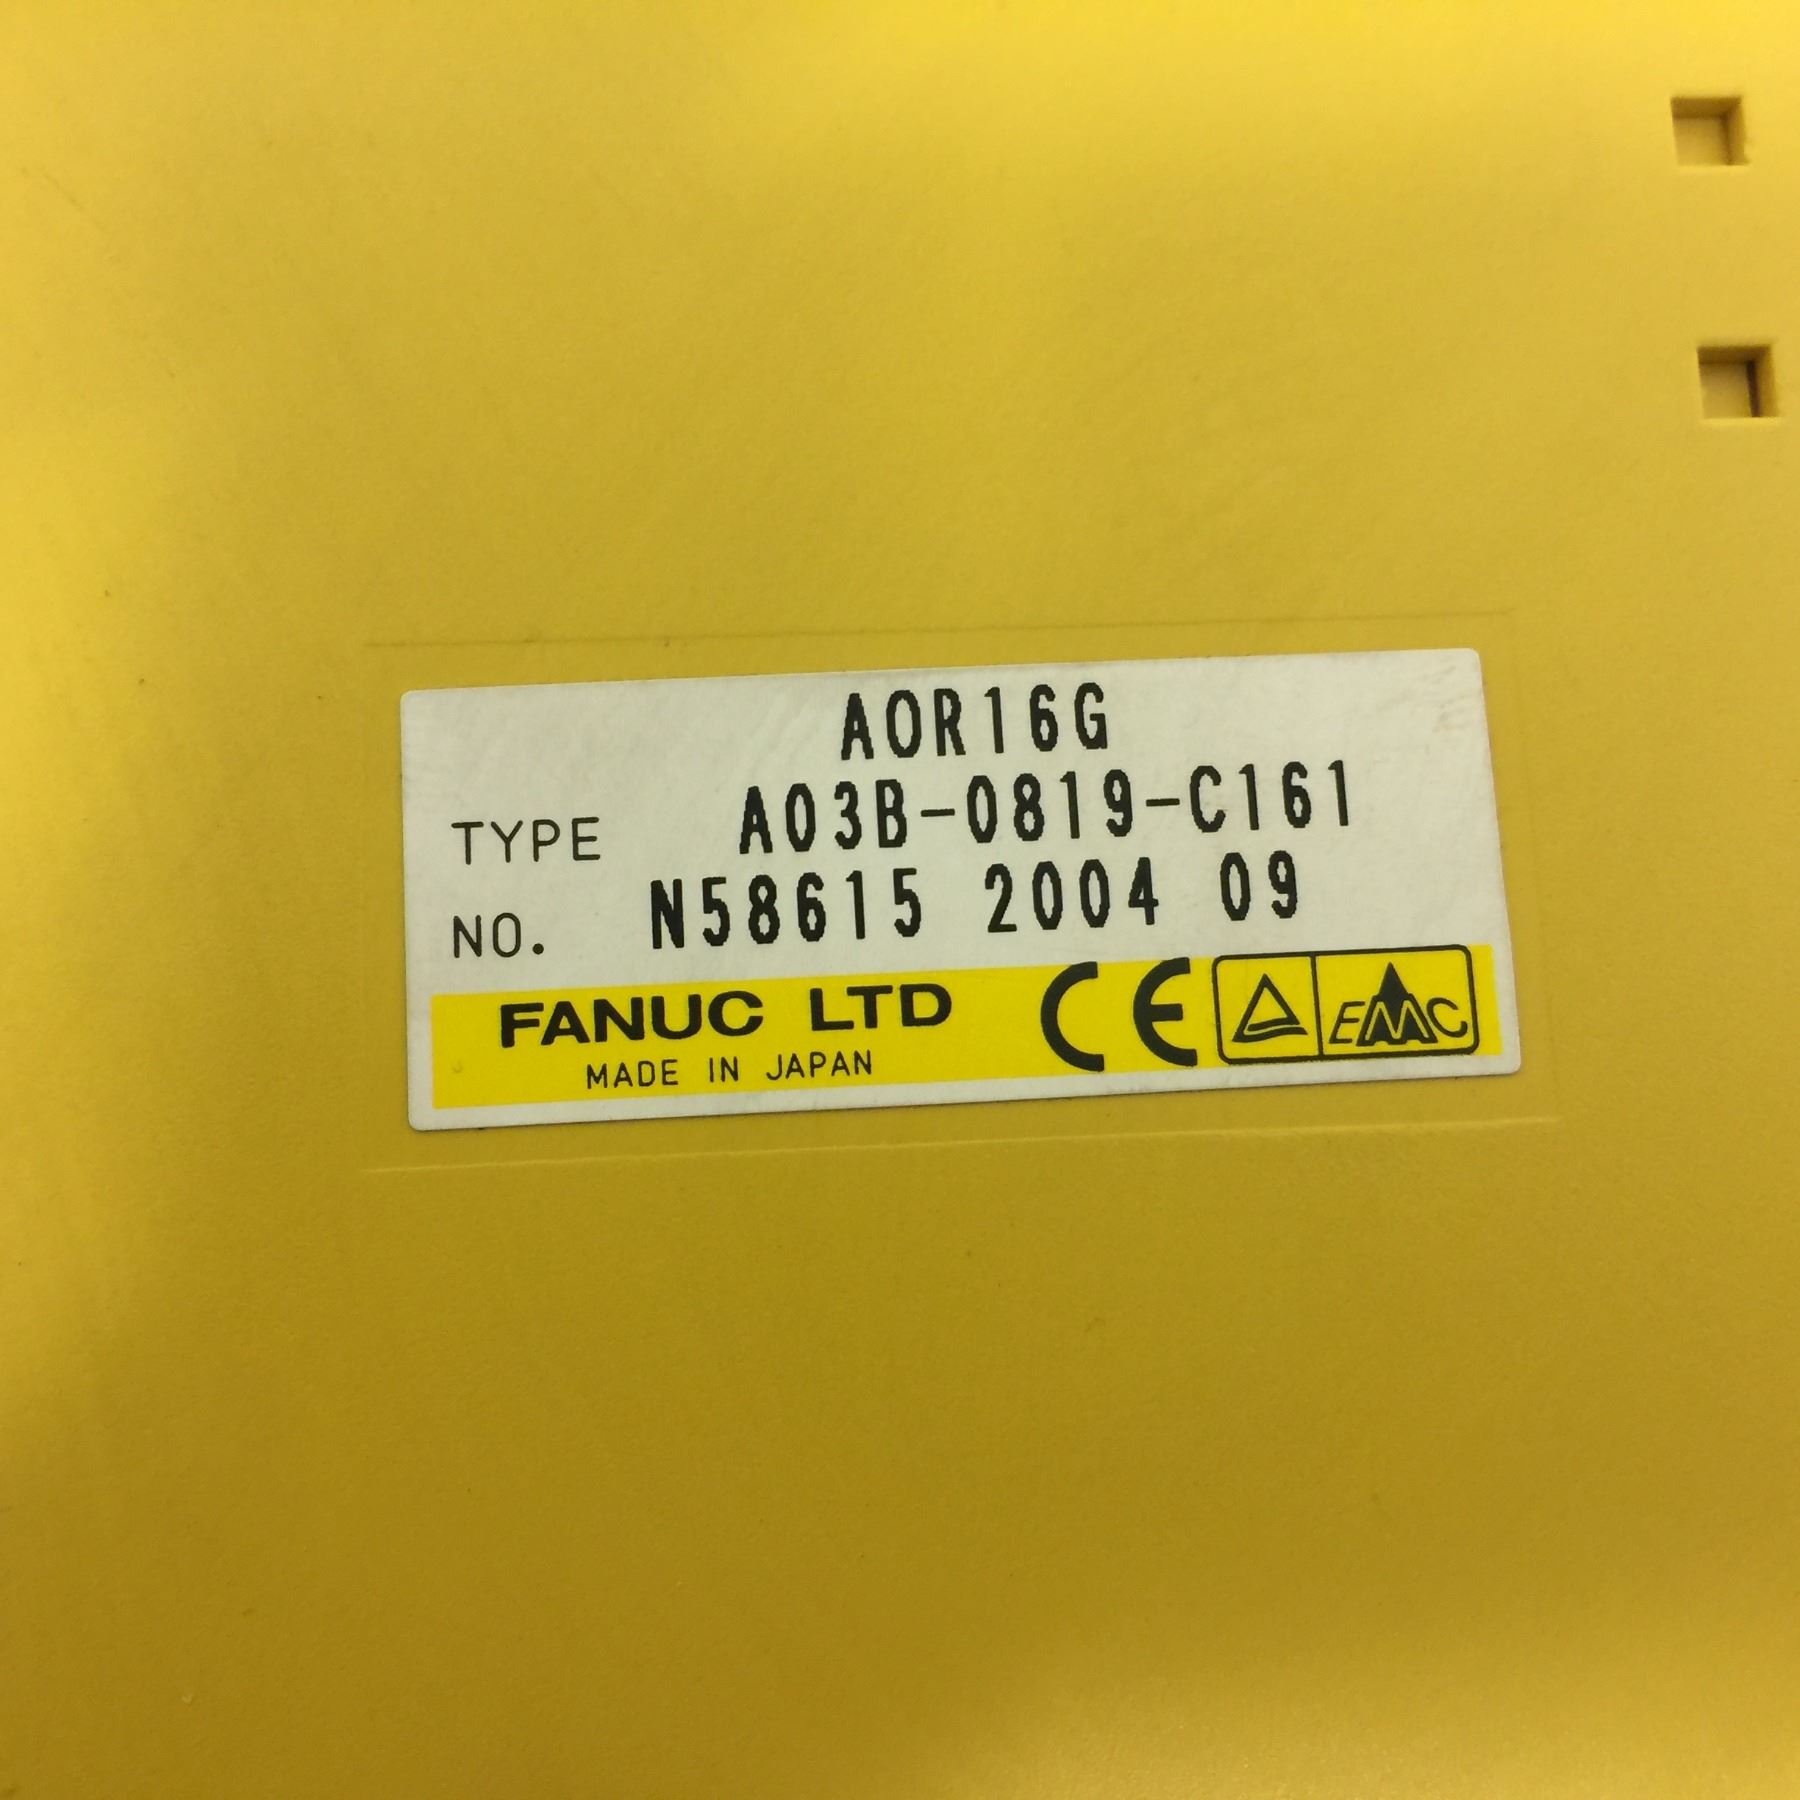 AOR16G
TYPE A03B-0819-C161
NO. N58615 2004 09
FANUC LTD CE EMC
MADE IN JAPAN